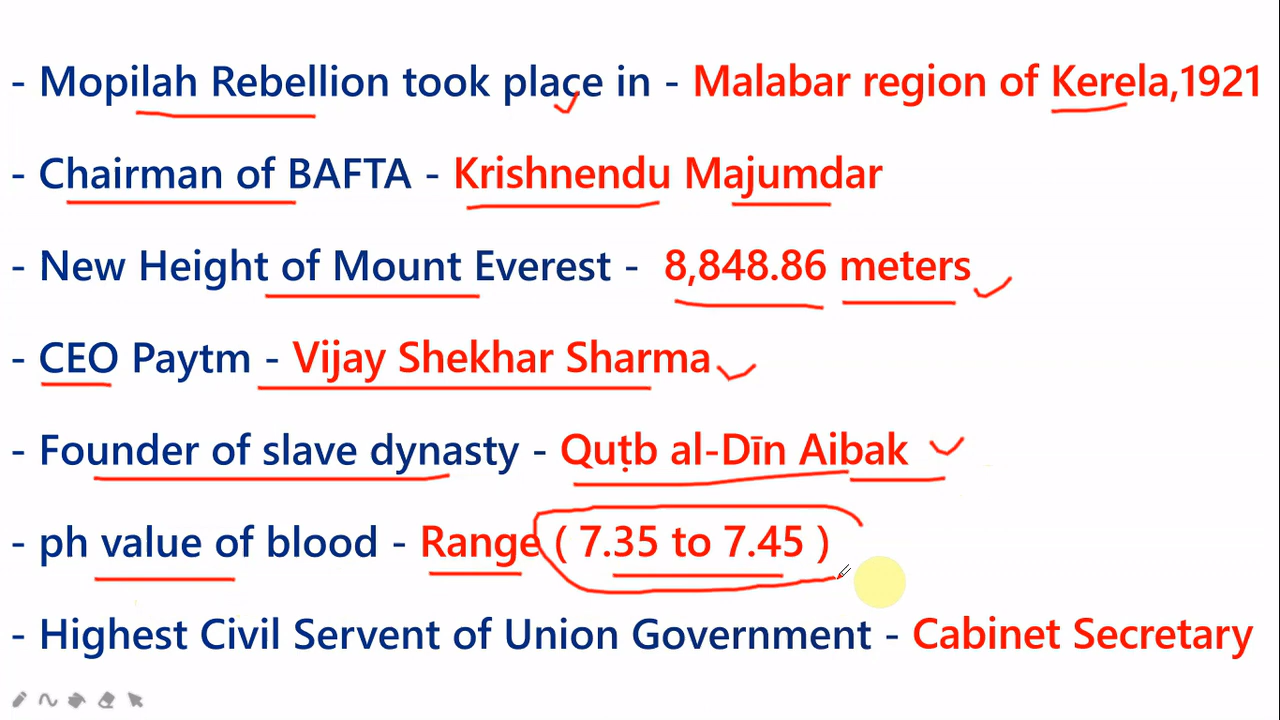 - Mopilah Rebellion took place in - Malabar region of Kerela,1921
- Chairman of BAFTA - Krishnendu Majumdar
- New Height of Mount Everest - 8,848.86 meters
- CEO Paytm - Vijay Shekhar Sharma
- Founder of slave dynasty - Quṭb al-Dīn Aibak
- ph value of blood - Range ( 7.35 to 7.45 )
- Highest Civil Servent of Union Government - Cabinet Secretary